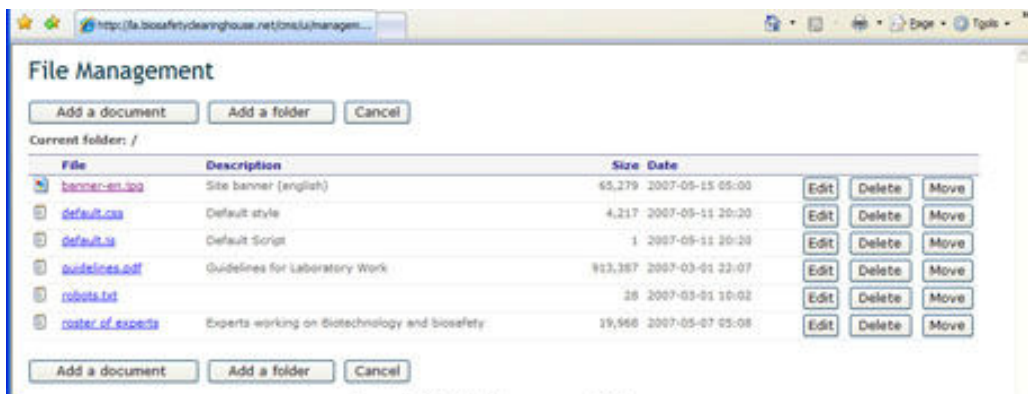 http://fa.biosafetyclearinghouse.net/cms/ui/managem...
Page Tools
File Management
Add a document Add a folder Cancel
Current folder: /
File Description Size Date
banner-en.jpg Site banner (english) 65,279 2007-05-15 05:00 Edit Delete Move
default.css Default style 4,217 2007-05-11 20:20 Edit Delete Move
default.js Default Script 1 2007-05-11 20:20 Edit Delete Move
guidelines.pdf Guidelines for Laboratory Work 913,387 2007-03-01 22:07 Edit Delete Move
robots.txt 28 2007-03-01 10:02 Edit Delete Move
roster of experts Experts working on Biotechnology and biosafety 19,968 2007-05-07 05:08 Edit Delete Move
Add a document Add a folder Cancel